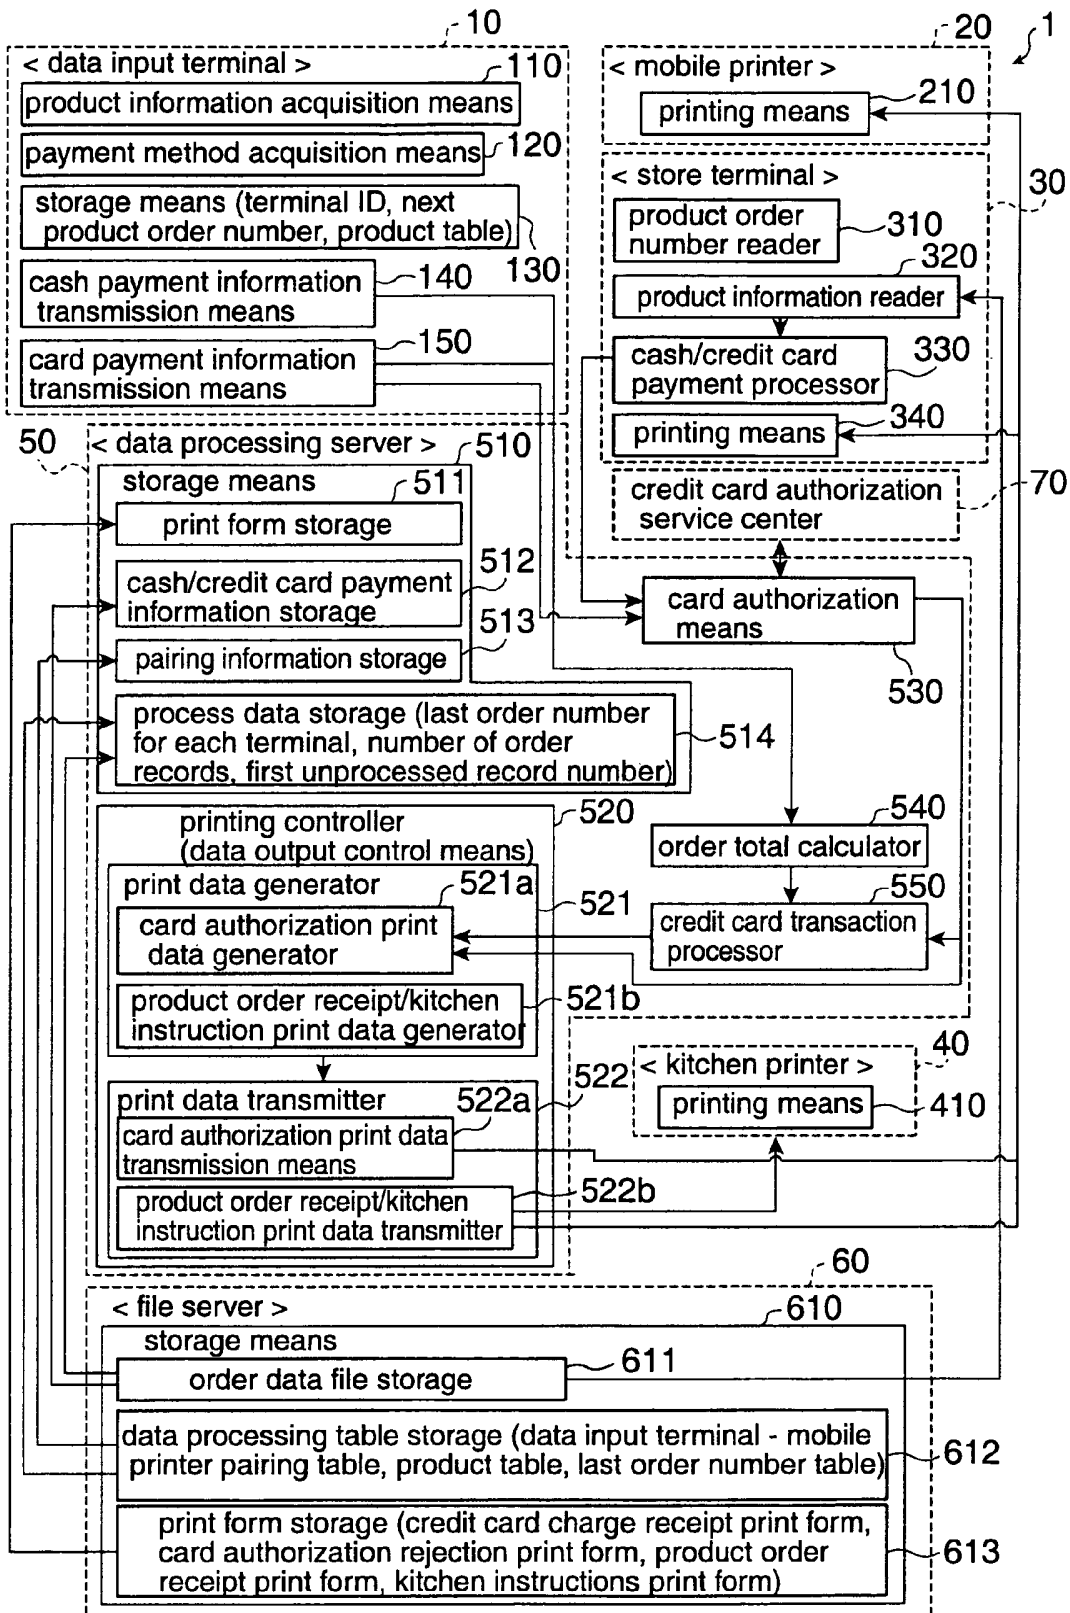 10
20
1
< data input terminal >
110
product information acquisition means
payment method acquisition means
120
storage means (terminal ID, next
product order number, product table)
130
cash payment information
transmission means
140
card payment information
transmission means
150
< mobile printer >
210
printing means
< store terminal >
30
product order
number reader
310
320
product information reader
cash/credit card
payment processor
330
340
printing means
credit card authorization
service center
70
50
< data processing server >
510
storage means
511
print form storage
512
cash/credit card payment
information storage
513
pairing information storage
process data storage (last order number
for each terminal, number of order
records, first unprocessed record number)
514
card authorization
means
530
520
printing controller
(data output control means)
print data generator
521a
521
card authorization print
data generator
product order receipt/kitchen
instruction print data generator
521b
540
order total calculator
550
credit card transaction
processor
print data transmitter
522a
522
card authorization print data
transmission means
product order receipt/kitchen
instruction print data transmitter
522b
40
< kitchen printer >
printing means
410
60
< file server >
610
storage means
611
order data file storage
data processing table storage (data input terminal - mobile
printer pairing table, product table, last order number table)
612
print form storage (credit card charge receipt print form,
card authorization rejection print form, product order
receipt print form, kitchen instructions print form)
613